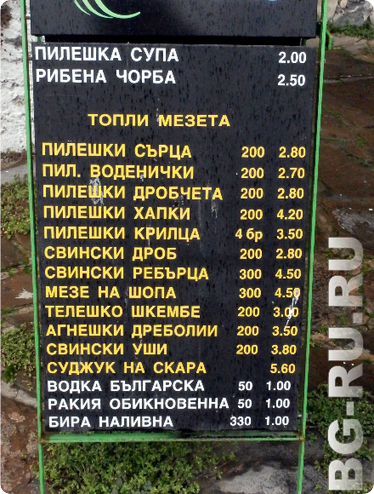 ПИЛЕШКА СУПА 2.00
РИБЕНА ЧОРБА 2.50
ТОПЛИ МЕЗЕТА
ПИЛЕШКИ СЪРЦА 200 2.80
ПИЛ. ВОДЕНИЧКИ 200 2.70
ПИЛЕШКИ ДРОБЧЕТА 200 2.80
ПИЛЕШКИ ХАПКИ 200 4.20
ПИЛЕШКИ КРИЛЦА 4 бр 3.50
СВИНСКИ ДРОБ 200 2.80
СВИНСКИ РЕБЪРЦА 300 4.50
МЕЗЕ НА ШОПА 300 4.50
ТЕЛЕШКО ШКЕМБЕ 200 3.00
АГНЕШКИ ДРЕБОЛИИ 200 3.50
СВИНСКИ УШИ 200 3.80
СУДЖУК НА СКАРА 5.60
ВОДКА БЪЛГАРСКА 50 1.00
РАКИЯ ОБИКНОВЕННА 50 1.00
БИРА НАЛИВНА 330 1.00
BG-RU.RU